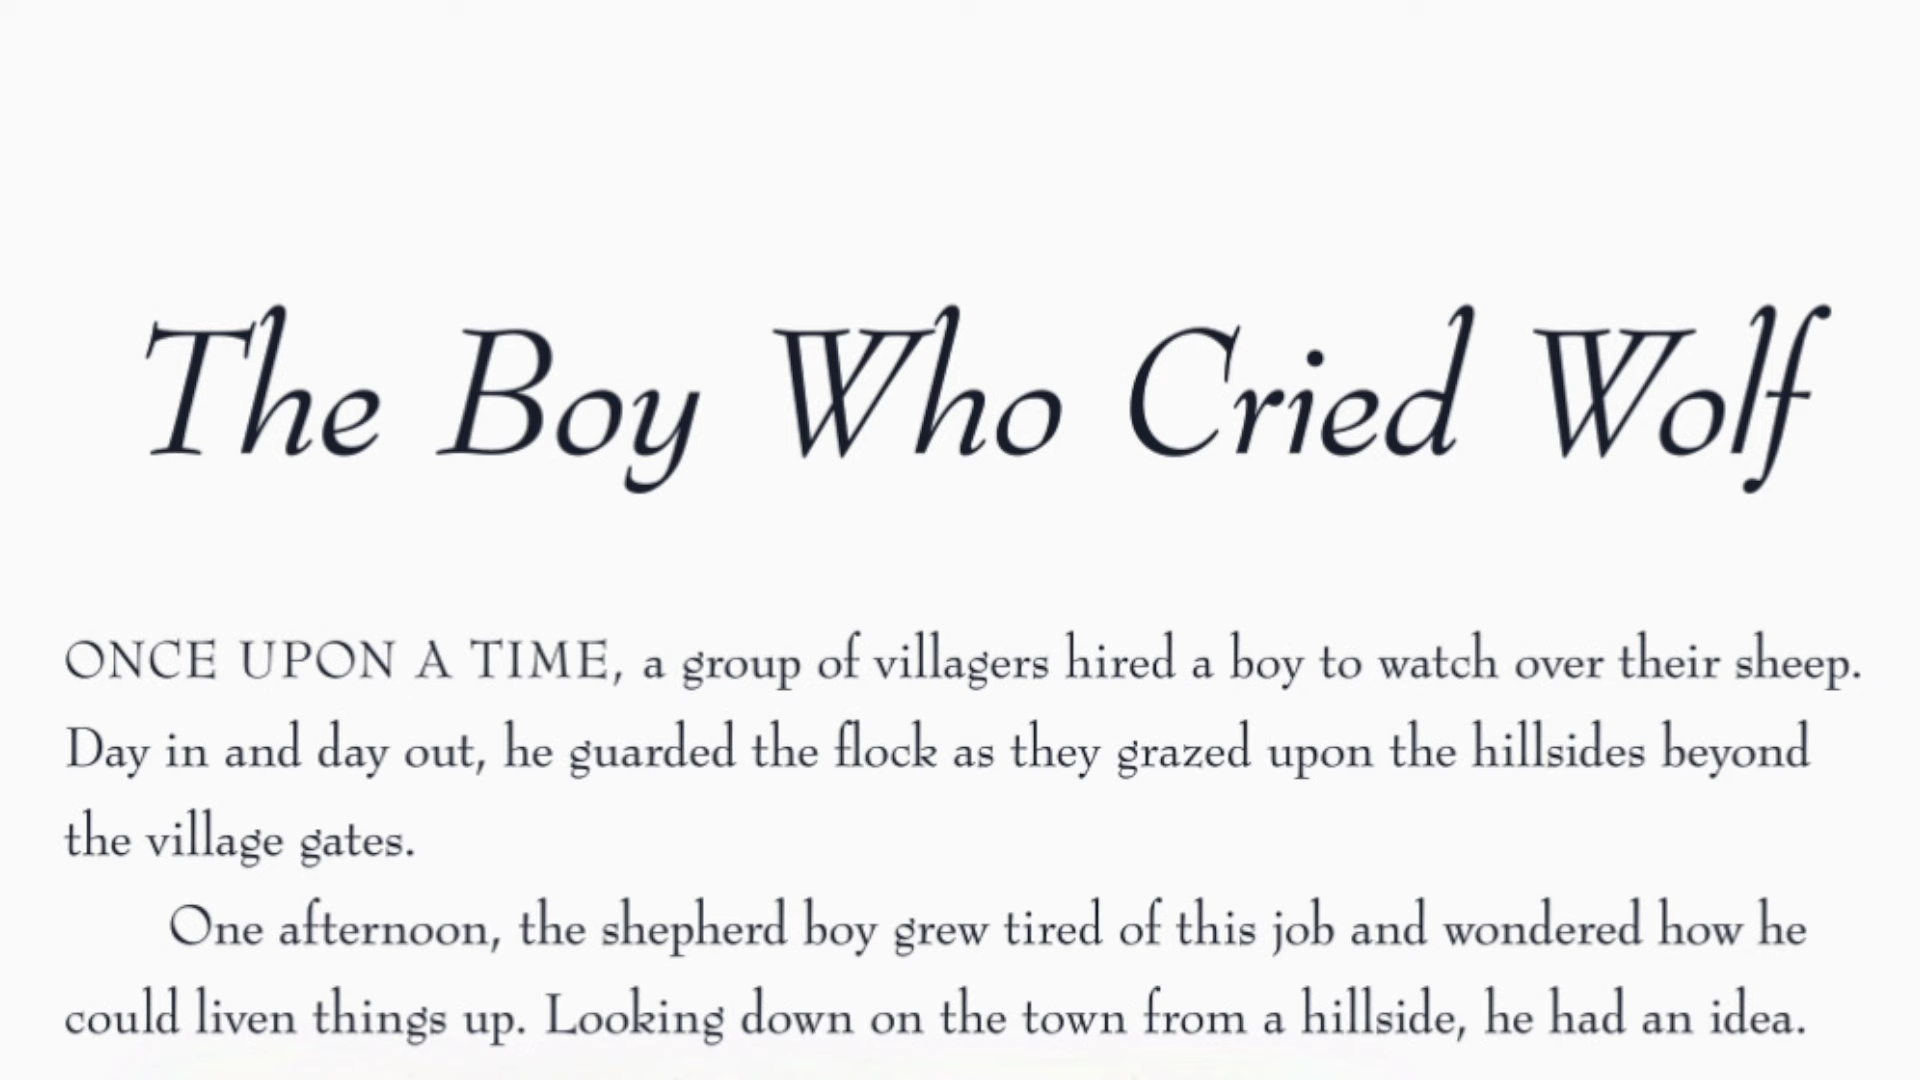 The Boy Who Cried Wolf
ONCE UPON A TIME, a group of villagers hired a boy to watch over their sheep.
Day in and day out, he guarded the flock as they grazed upon the hillsides beyond
the village gates.
One afternoon, the shepherd boy grew tired of this job and wondered how he
could liven things up. Looking down on the town from a hillside, he had an idea.